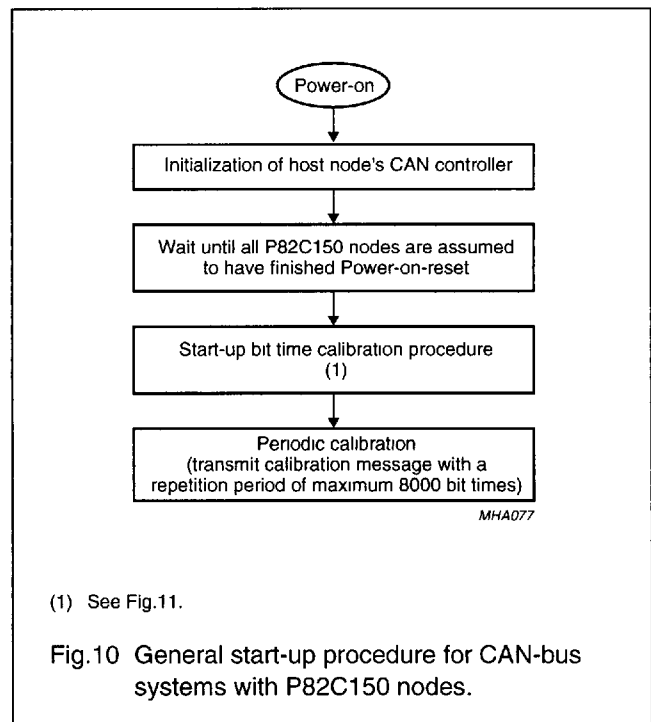 Power-on
Initialization of host node's CAN controller
Wait until all P82C150 nodes are assumed
to have finished Power-on-reset
Start-up bit time calibration procedure
(1)
Periodic calibration
(transmit calibration message with a
repetition period of maximum 8000 bit times)
MHA077
(1) See Fig.11.
Fig.10 General start-up procedure for CAN-bus
systems with P82C150 nodes.